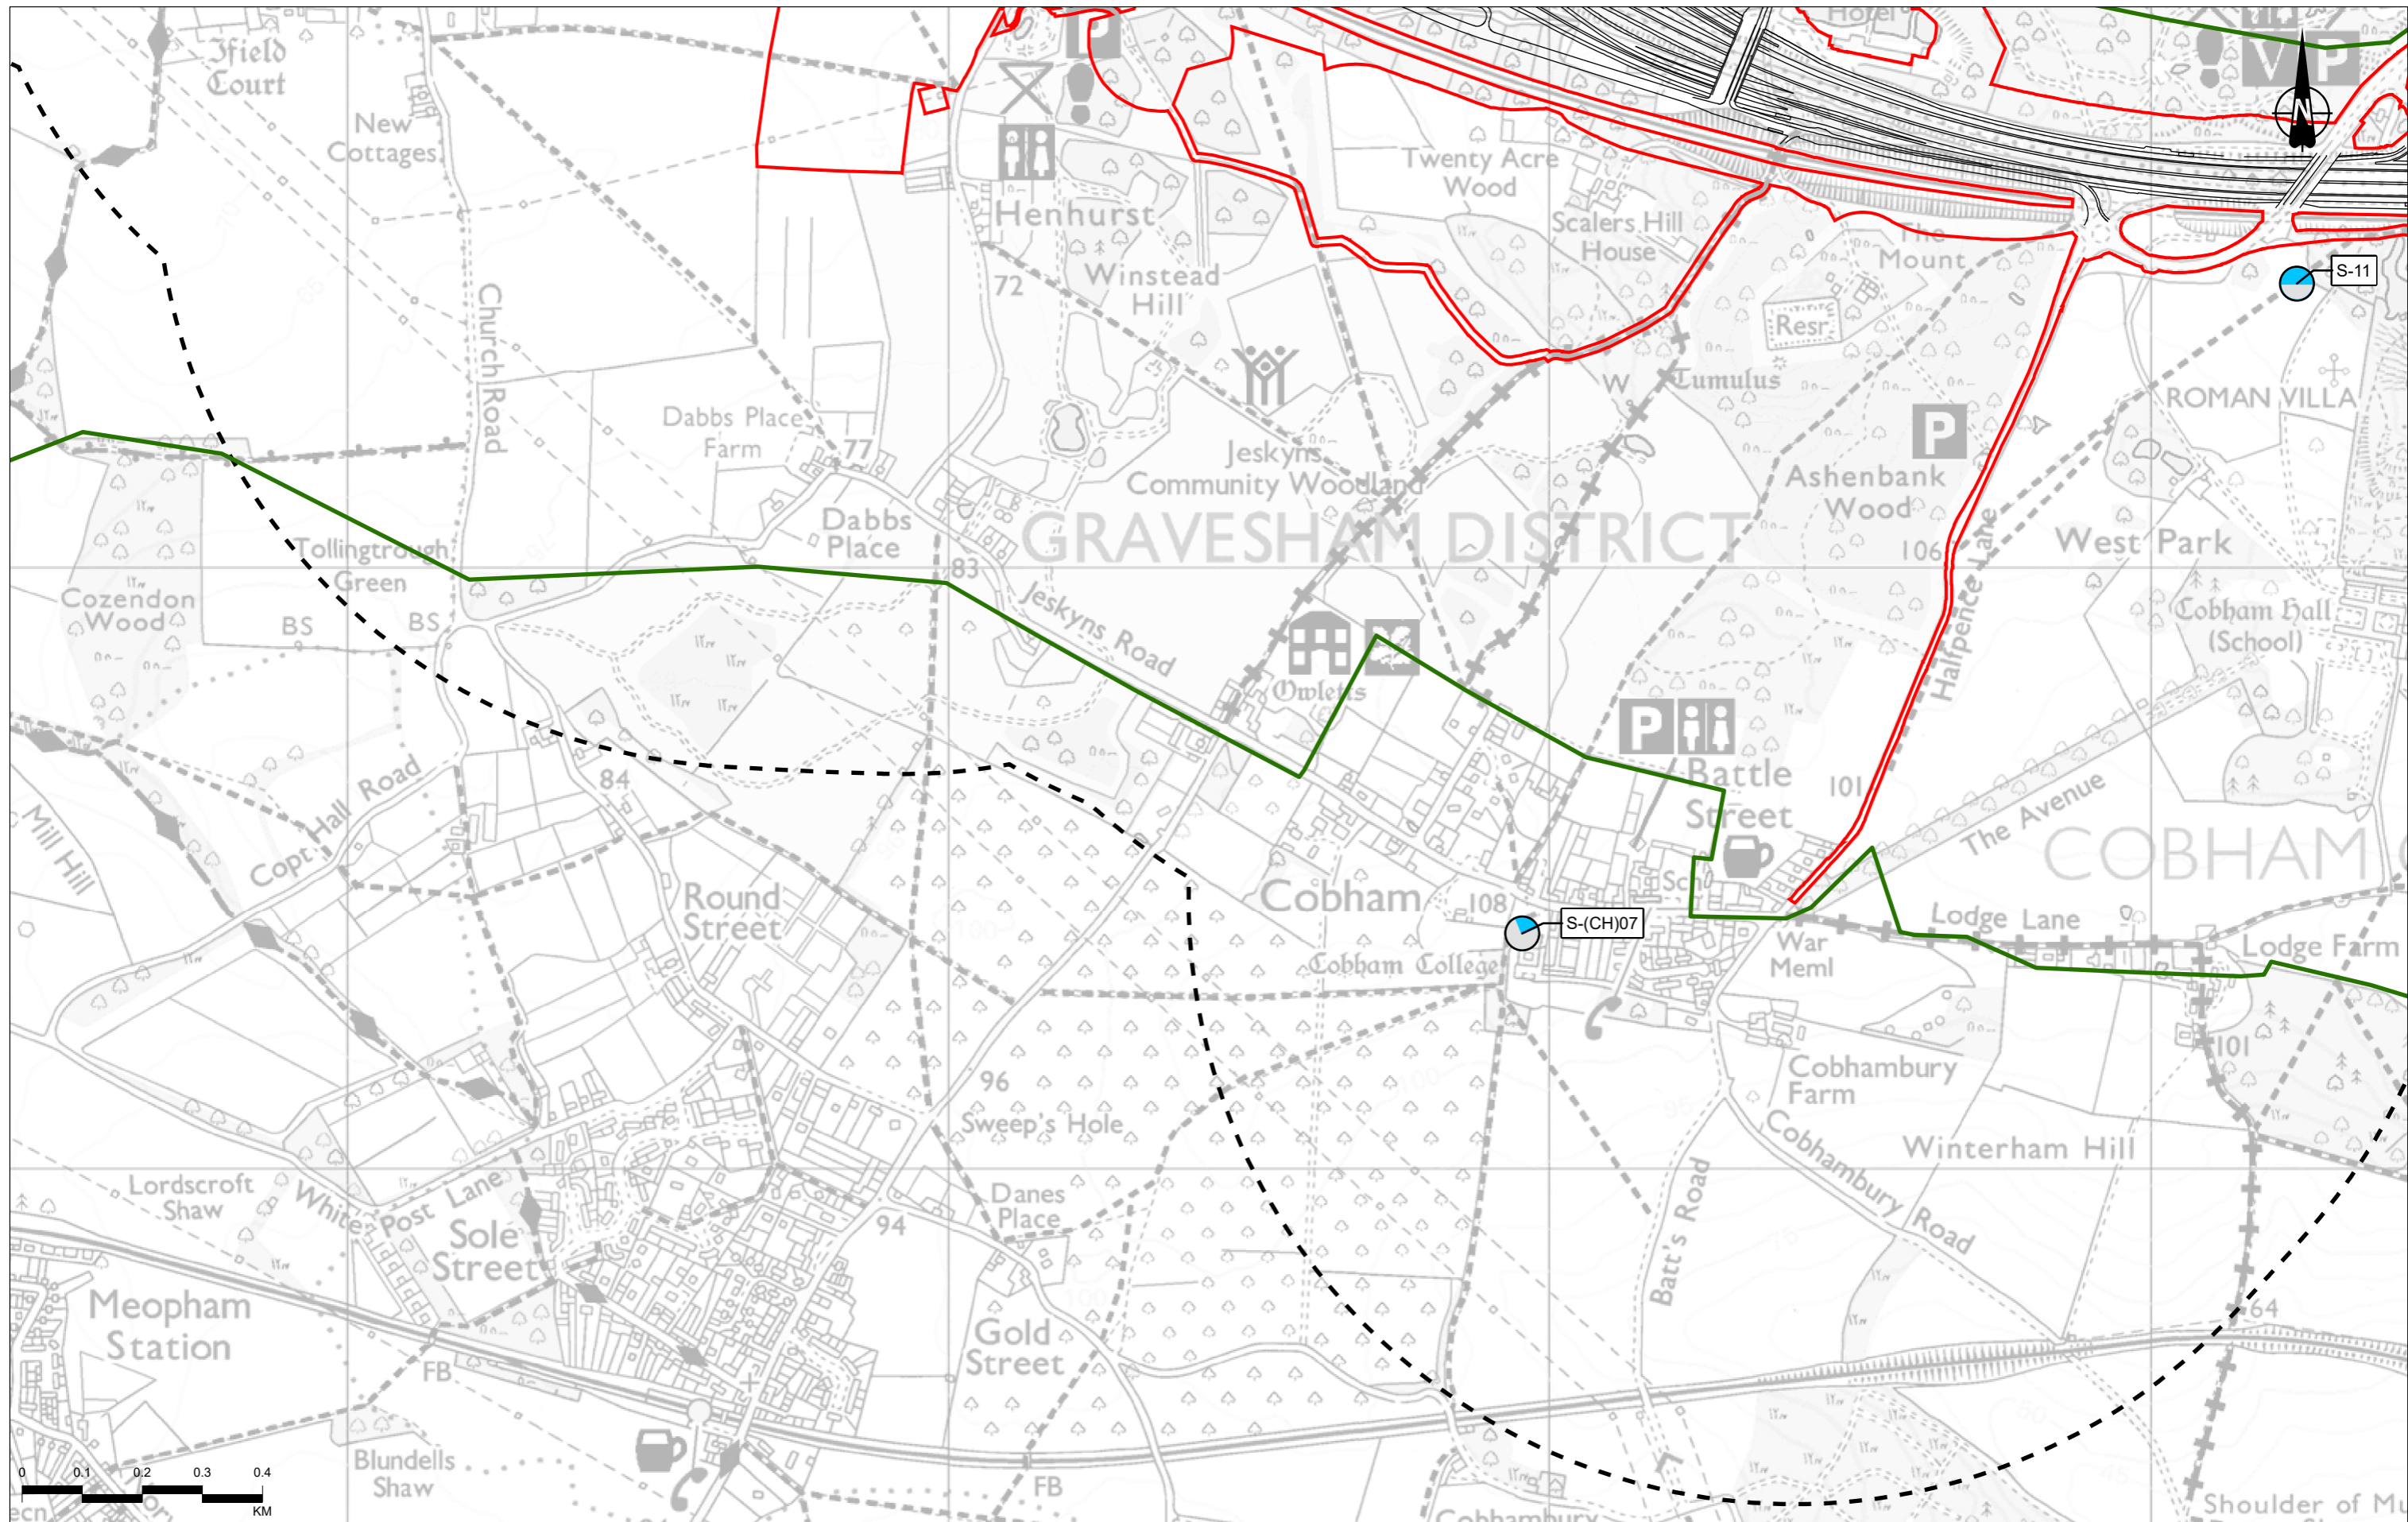 Hotel
P
V
P
N
Ifield
Court
New
Cottages
Twenty Acre
Wood
Henhurst
Scalers Hill
House
The
Mount
72
Winstead
Hill
S-11
Church Road
Resr
W
Tumulus
ROMAN VILLA
Dabbs Place
Farm
77
Jeskyns
Community Woodland
P
Ashenbank
Wood
Dabbs
Place
GRAVESHAM DISTRICT
106
West Park
Tollingtrough
Green
83
Jeskyns Road
Halfpence Lane
Cozendon
Wood
BS
BS
Cobham Hall
(School)
Owletts
P
84
Battle
Street
101
The Avenue
Mill Hill
Copt Hall Road
COBHAM
Round
Street
Cobham
108
Sch
S-(CH)07
Lodge Lane
War
Meml
Lodge Farm
Cobham College
100
101
96
Cobhambury
Farm
Sweep's Hole
Cobhambury Road
Winterham Hill
Lordscroft
Shaw
White Post Lane
Danes
Place
Batt's Road
94
Sole
Street
Meopham
Station
Gold
Street
64
FB
Blundells
Shaw
FB
0 0.1 0.2 0.3 0.4
KM
Cobhambury
Shoulder of Mu